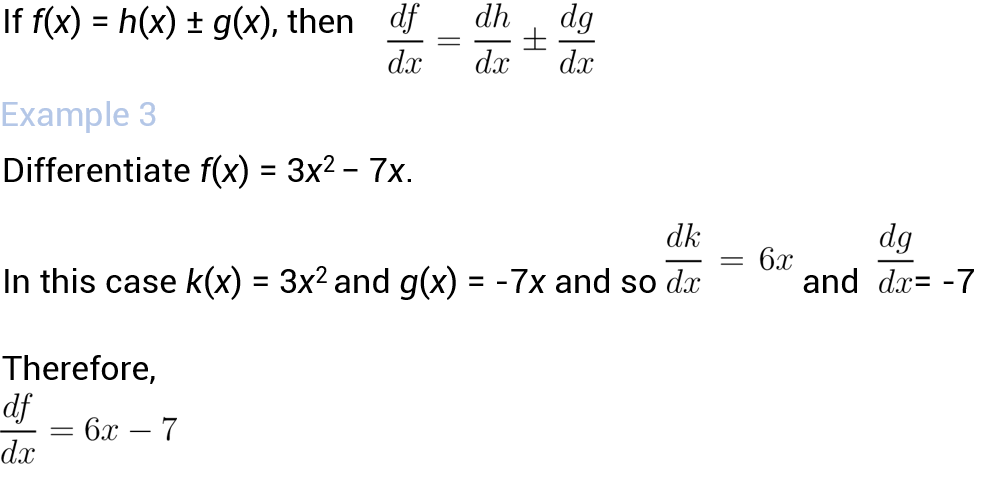 If f(x) = h(x) ± g(x), then df/dx = dh/dx ± dg/dx
Example 3
Differentiate f(x) = 3x² − 7x.
In this case k(x) = 3x² and g(x) = -7x and so dk/dx = 6x and dg/dx= -7
Therefore,
df/dx = 6x − 7